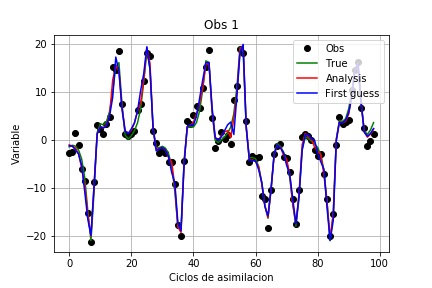 Obs 1
20
10
0
−10
−20
Variable
Obs
True
Analysis
First guess
0
20
40
60
80
100
Ciclos de asimilacion